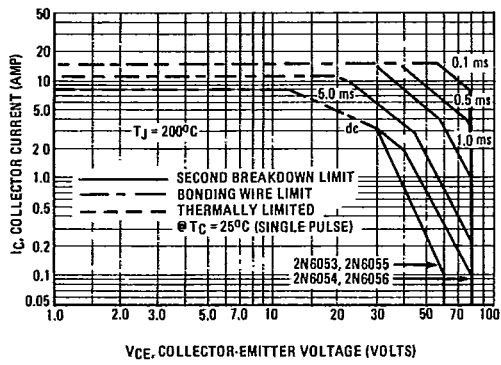 50
20
10
5.0
2.0
1.0
0.5
0.2
0.1
0.05
IC, COLLECTOR CURRENT (AMP)
0.1 ms
5.0 ms
0.5 ms
dc
1.0 ms
TJ = 200°C
SECOND BREAKDOWN LIMIT
BONDING WIRE LIMIT
THERMALLY LIMITED
@ TC = 25°C (SINGLE PULSE)
2N6053, 2N6055
2N6054, 2N6056
1.0 2.0 3.0 5.0 7.0 10 20 30 50 70 100
VCE, COLLECTOR-EMITTER VOLTAGE (VOLTS)